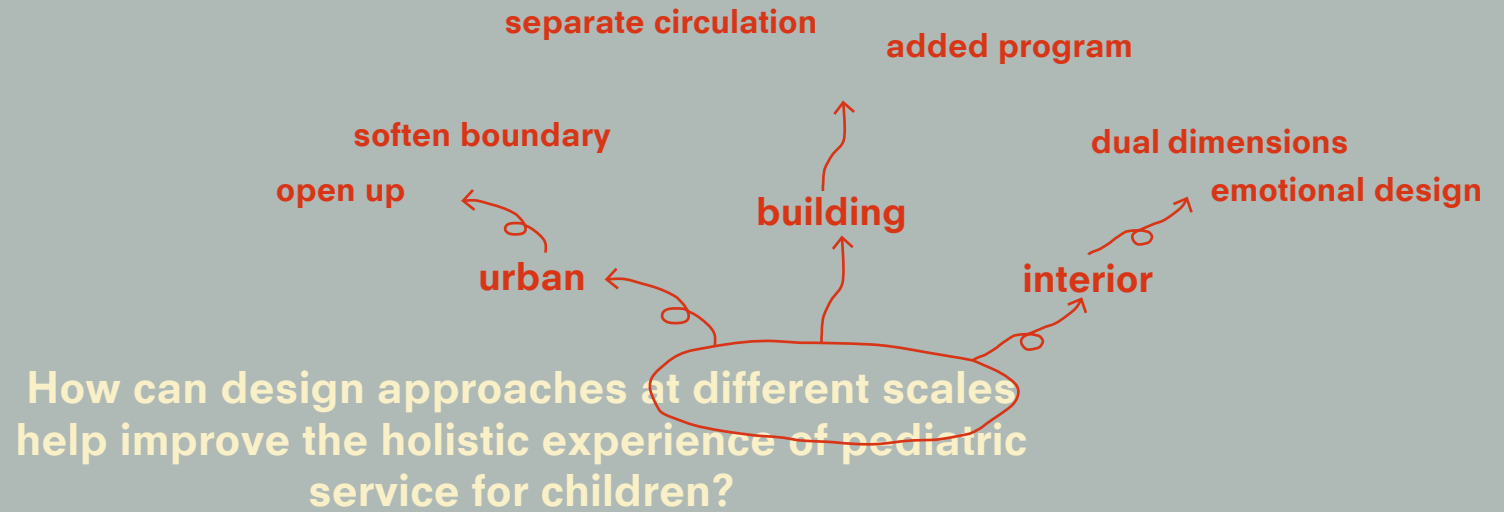 separate circulation
added program
soften boundary
dual dimensions
open up
emotional design
building
urban
interior
How can design approaches at different scales
help improve the holistic experience of pediatric
service for children?